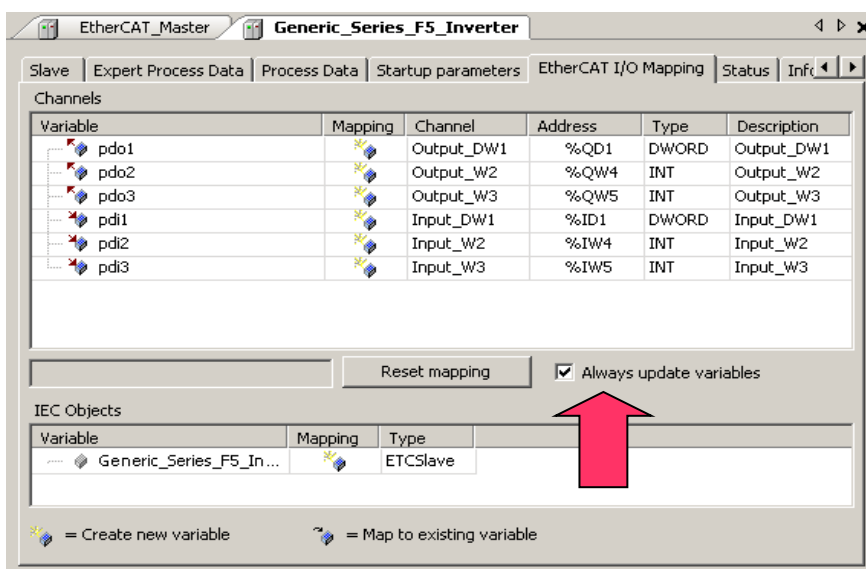 EtherCAT_Master Generic_Series_F5_Inverter
Slave Expert Process Data Process Data Startup parameters EtherCAT I/O Mapping Status
Channels
Variable Mapping Channel Address Type Description
pdo1 Output_DW1 %QD1 DWORD Output_DW1
pdo2 Output_W2 %QW4 INT Output_W2
pdo3 Output_W3 %QW5 INT Output_W3
pdi1 Input_DW1 %ID1 DWORD Input_DW1
pdi2 Input_W2 %IW4 INT Input_W2
pdi3 Input_W3 %IW5 INT Input_W3
Reset mapping Always update variables
IEC Objects
Variable Mapping Type
Generic_Series_F5_In... ETCSlave
= Create new variable = Map to existing variable